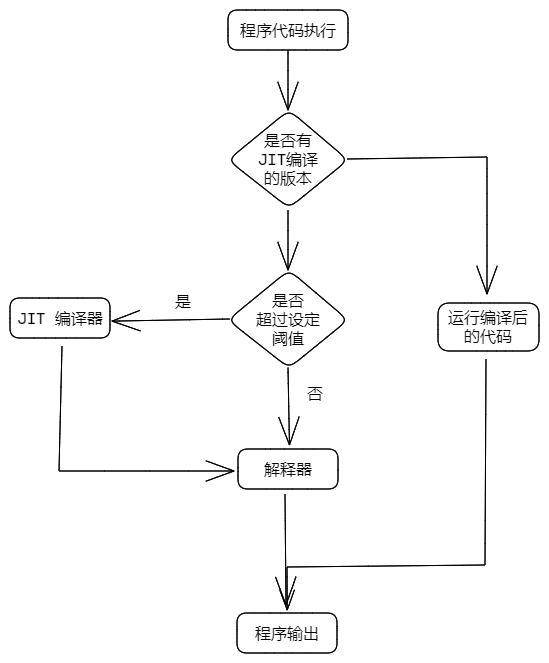 程序代码执行
是否有
JIT编译
的版本
是
是否
超过设定
阈值
JIT 编译器
运行编译后
的代码
否
解释器
程序输出